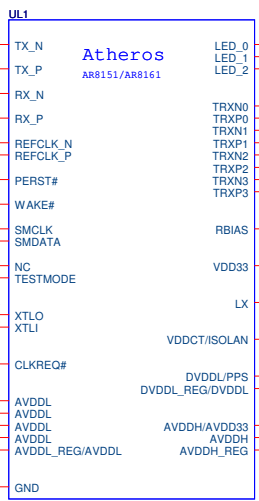 UL1
Atheros
AR8151/AR8161
TX_N
TX_P
RX_N
RX_P
REFCLK_N
REFCLK_P
PERST#
WAKE#
SMCLK
SMDATA
NC
TESTMODE
XTLO
XTLI
CLKREQ#
AVDDL
AVDDL
AVDDL
AVDDL
AVDDL_REG/AVDDL
GND
LED_0
LED_1
LED_2
TRXN0
TRXP0
TRXN1
TRXP1
TRXN2
TRXP2
TRXN3
TRXP3
RBIAS
VDD33
LX
VDDCT/ISOLAN
DVDDL/PPS
DVDDL_REG/DVDDL
AVDDH/AVDD33
AVDDH
AVDDH_REG